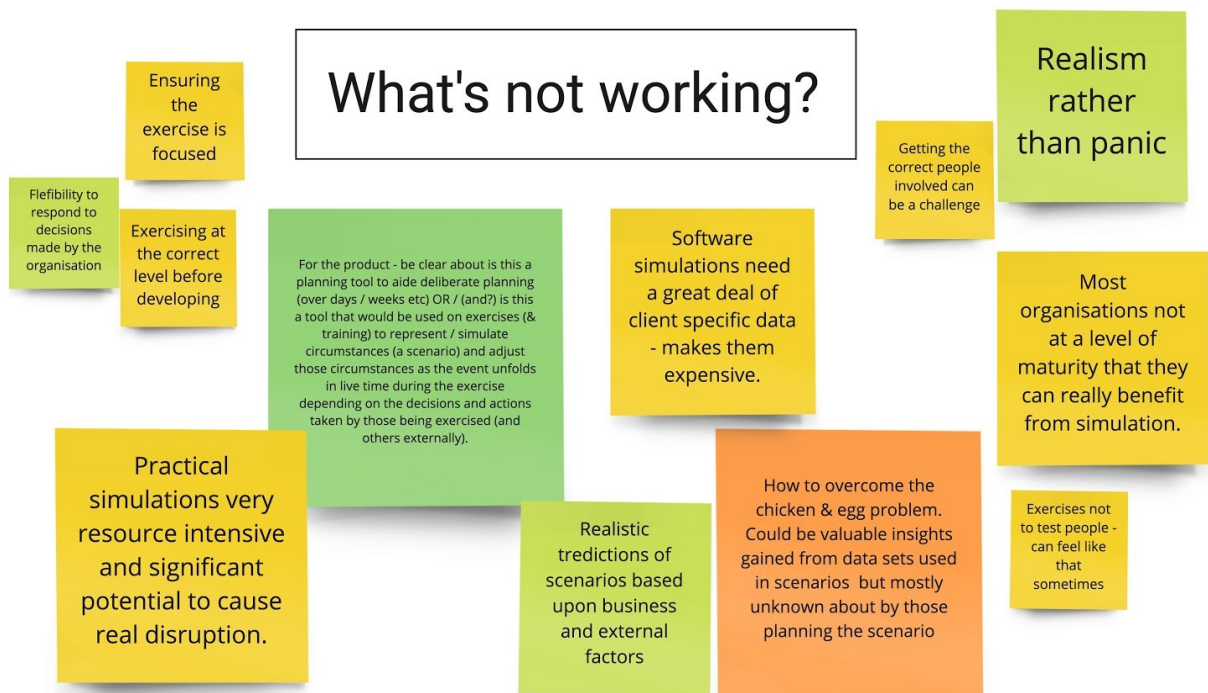 What's not working?
Ensuring
the
exercise is
focused
Flefibility to
respond to
decisions
made by the
organisation
Exercising at
the correct
level before
developing
For the product - be clear about is this a
planning tool to aide deliberate planning
(over days / weeks etc) OR / (and?) is this
a tool that would be used on exercises (&
training) to represent / simulate
circumstances (a scenario) and adjust
those circumstances as the event unfolds
in live time during the exercise
depending on the decisions and actions
taken by those being exercised (and
others externally).
Software
simulations need
a great deal of
client specific data
- makes them
expensive.
Getting the
correct people
involved can
be a challenge
Realism
rather
than panic
Most
organisations not
at a level of
maturity that they
can really benefit
from simulation.
Practical
simulations very
resource intensive
and significant
potential to cause
real disruption.
Realistic
tredictions of
scenarios based
upon business
and external
factors
How to overcome the
chicken & egg problem.
Could be valuable insights
gained from data sets used
in scenarios but mostly
unknown about by those
planning the scenario
Exercises not
to test people -
can feel like
that
sometimes